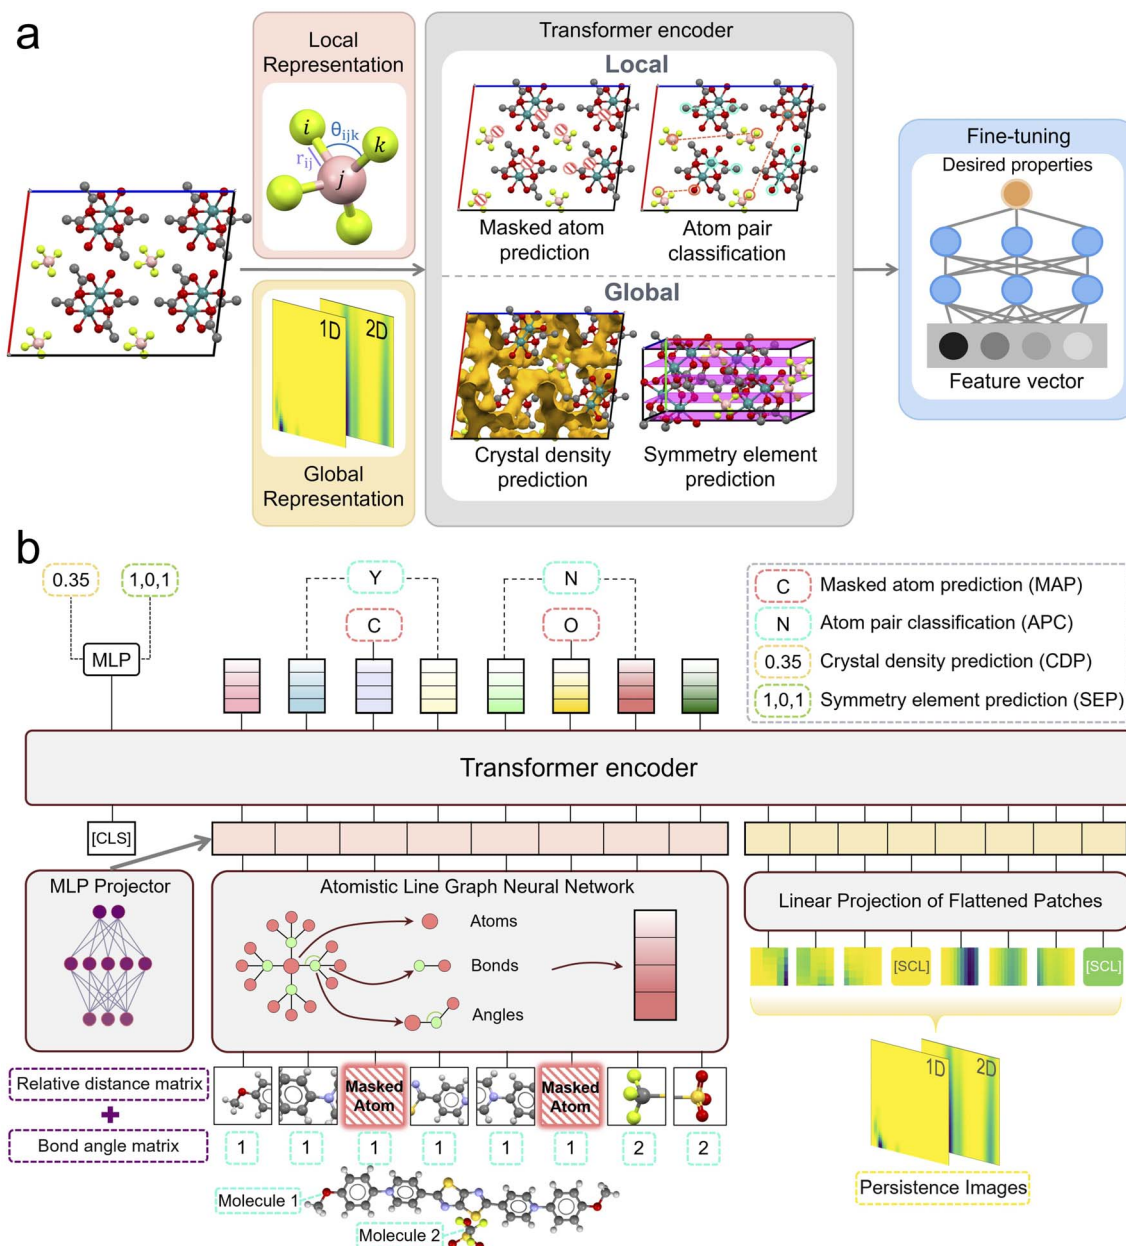 a
Local
Representation
i
θijk
k
rij
j
1D
2D
Global
Representation
Transformer encoder
Local
Masked atom
prediction
Atom pair
classification
Global
Crystal density
prediction
Symmetry element
prediction
Fine-tuning
Desired properties
Feature vector
b
0.35
1,0,1
MLP
Y
N
C
O
C
Masked atom prediction (MAP)
N
Atom pair classification (APC)
0.35
Crystal density prediction (CDP)
1,0,1
Symmetry element prediction (SEP)
Transformer encoder
[CLS]
MLP Projector
Atomistic Line Graph Neural Network
Atoms
Bonds
Angles
Linear Projection of Flattened Patches
[SCL]
[SCL]
Relative distance matrix
Bond angle matrix
Masked
Atom
Masked
Atom
1
1
1
1
1
1
2
2
Molecule 1
Molecule 2
1D
2D
Persistence Images